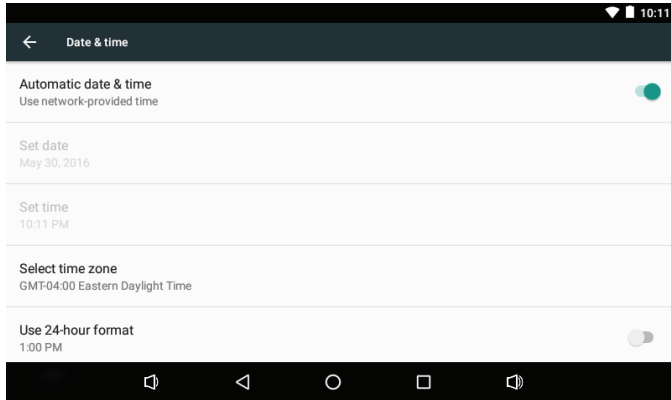 10:11
Date & time
Automatic date & time
Use network-provided time
Set date
May 30, 2016
Set time
10:11 PM
Select time zone
GMT-04:00 Eastern Daylight Time
Use 24-hour format
1:00 PM